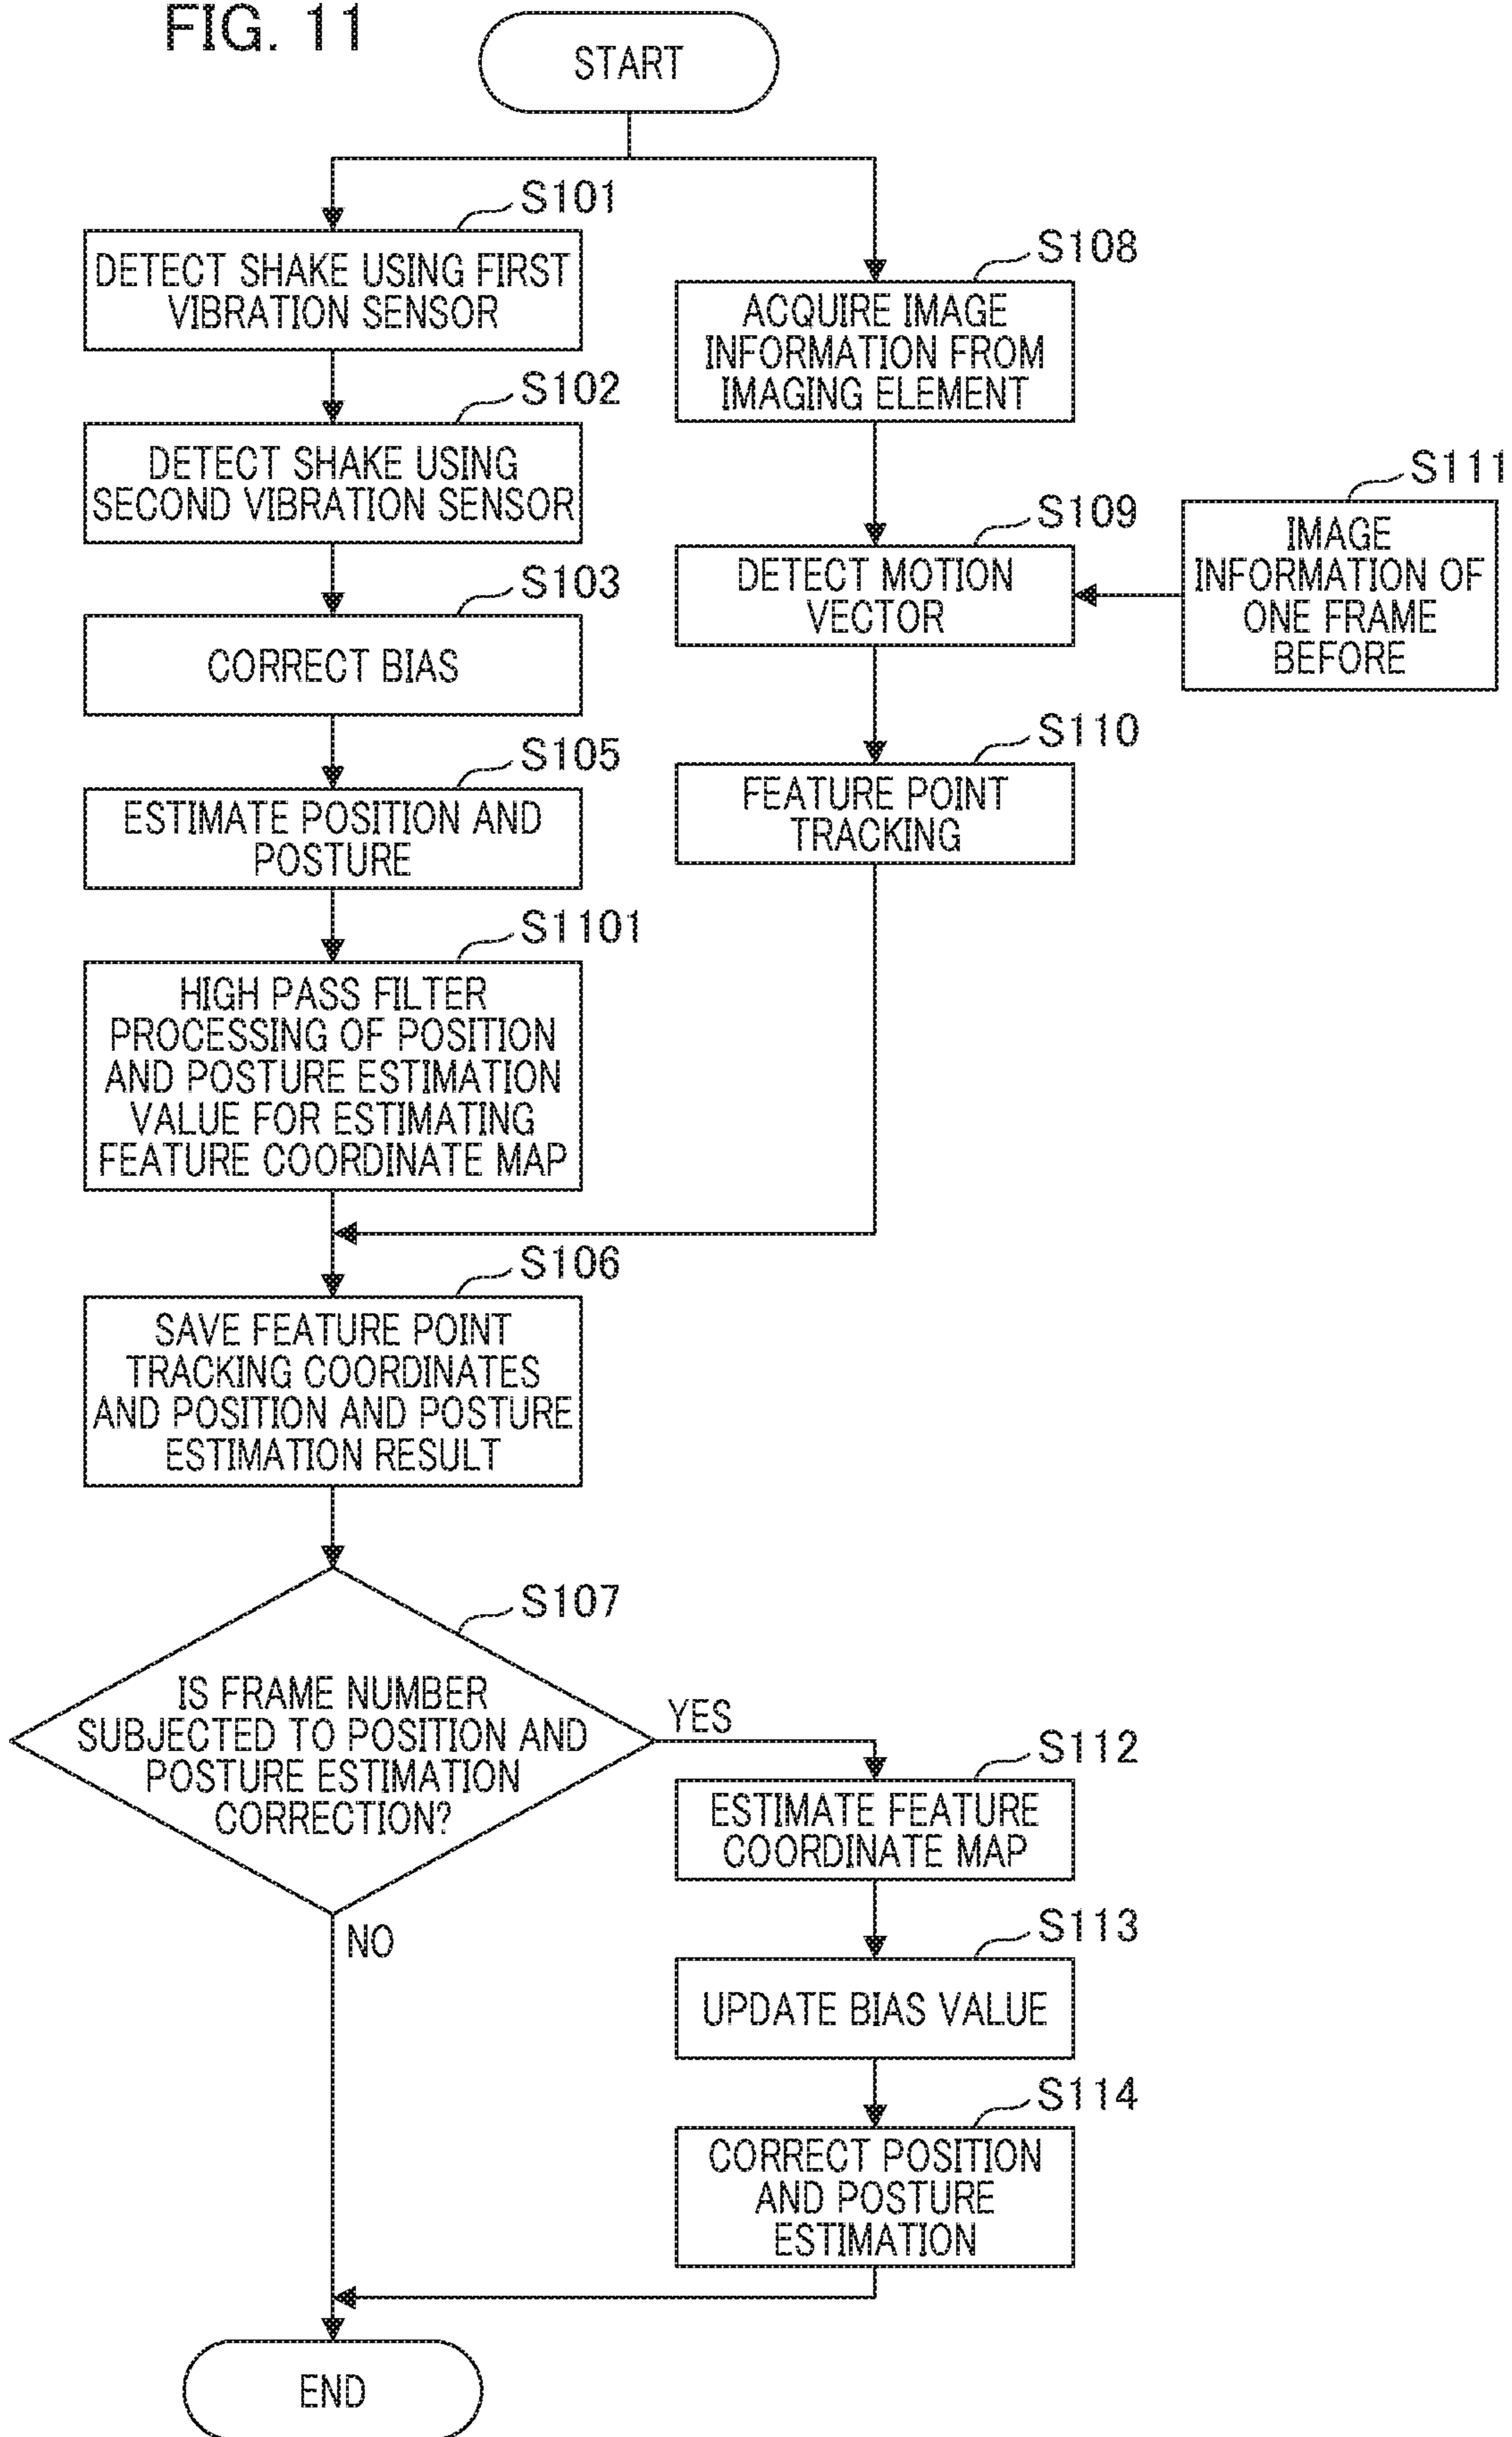 FIG. 11
START
S101
DETECT SHAKE USING FIRST
VIBRATION SENSOR
S102
DETECT SHAKE USING
SECOND VIBRATION SENSOR
S103
CORRECT BIAS
S105
ESTIMATE POSITION AND
POSTURE
S1101
HIGH PASS FILTER
PROCESSING OF POSITION
AND POSTURE ESTIMATION
VALUE FOR ESTIMATING
FEATURE COORDINATE MAP
S108
ACQUIRE IMAGE
INFORMATION FROM
IMAGING ELEMENT
S109
DETECT MOTION
VECTOR
S111
IMAGE
INFORMATION OF
ONE FRAME
BEFORE
S110
FEATURE POINT
TRACKING
S106
SAVE FEATURE POINT
TRACKING COORDINATES
AND POSITION AND POSTURE
ESTIMATION RESULT
S107
IS FRAME NUMBER
SUBJECTED TO POSITION AND
POSTURE ESTIMATION
CORRECTION?
YES
NO
S112
ESTIMATE FEATURE
COORDINATE MAP
S113
UPDATE BIAS VALUE
S114
CORRECT POSITION
AND POSTURE
ESTIMATION
END